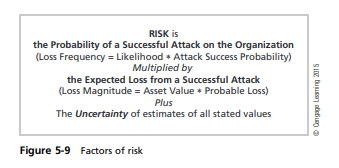 RISK is
the Probability of a Successful Attack on the Organization
(Loss Frequency = Likelihood * Attack Success Probability)
Multiplied by
the Expected Loss from a Successful Attack
(Loss Magnitude = Asset Value * Probable Loss)
Plus
The Uncertainty of estimates of all stated values
© Cengage Learning 2015
Figure 5-9 Factors of risk